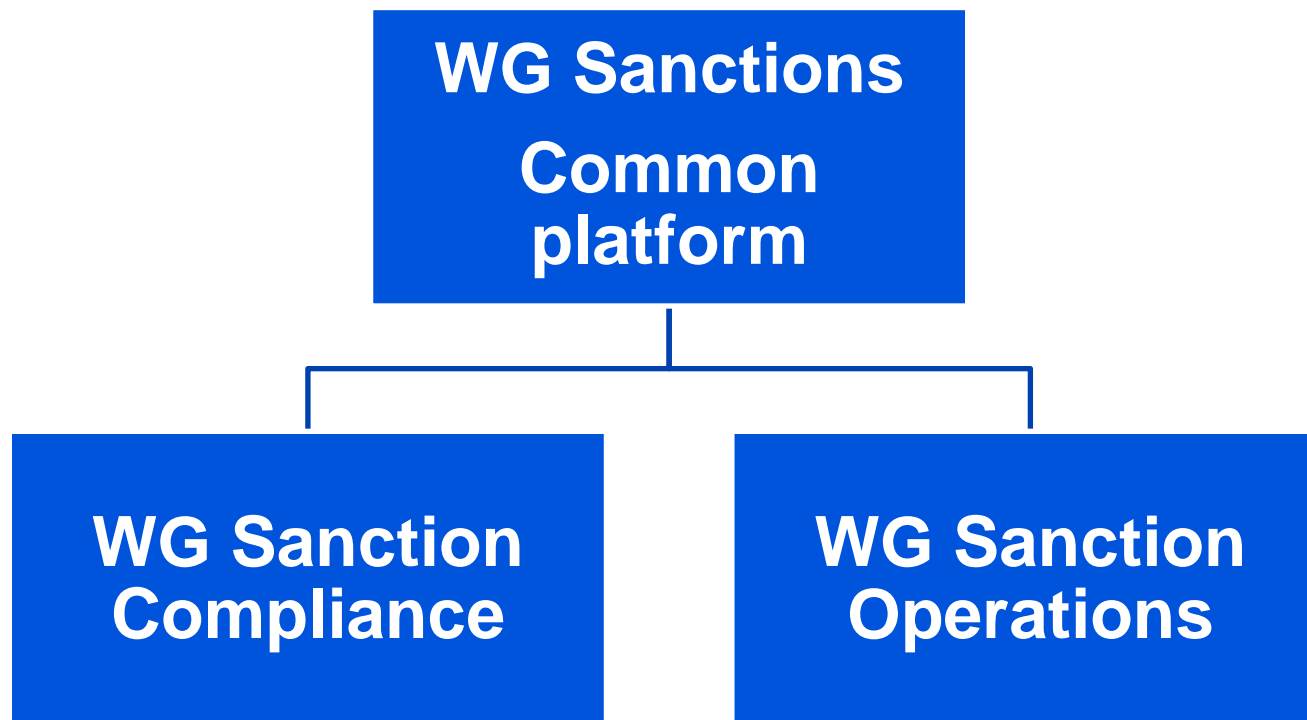 WG Sanctions
Common
platform
WG Sanction
Compliance
WG Sanction
Operations